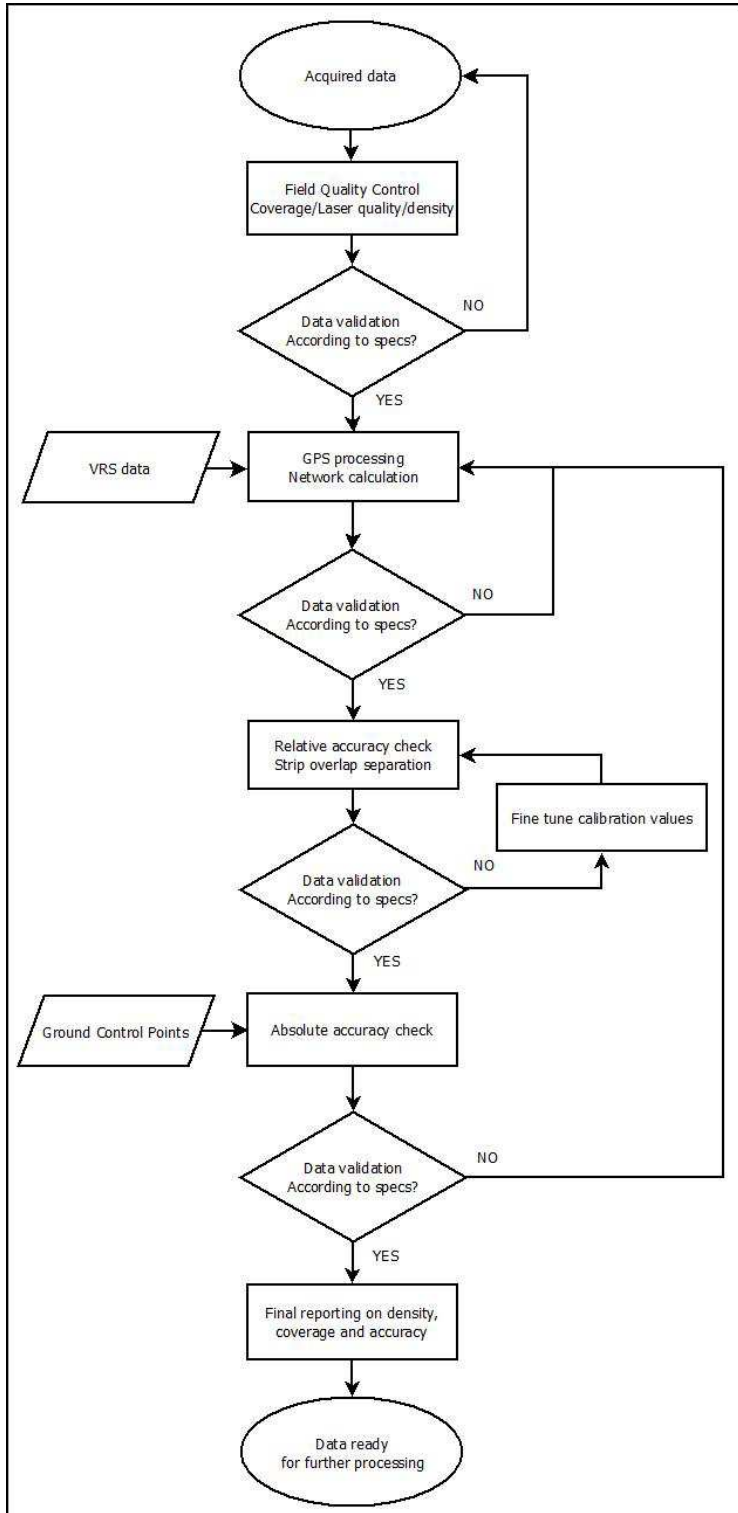 Acquired data
Field Quality Control
Coverage/Laser quality/density
NO
Data validation
According to specs?
YES
VRS data
GPS processing
Network calculation
NO
Data validation
According to specs?
YES
Relative accuracy check
Strip overlap separation
Fine tune calibration values
NO
Data validation
According to specs?
YES
Ground Control Points
Absolute accuracy check
NO
Data validation
According to specs?
YES
Final reporting on density,
coverage and accuracy
Data ready
for further processing